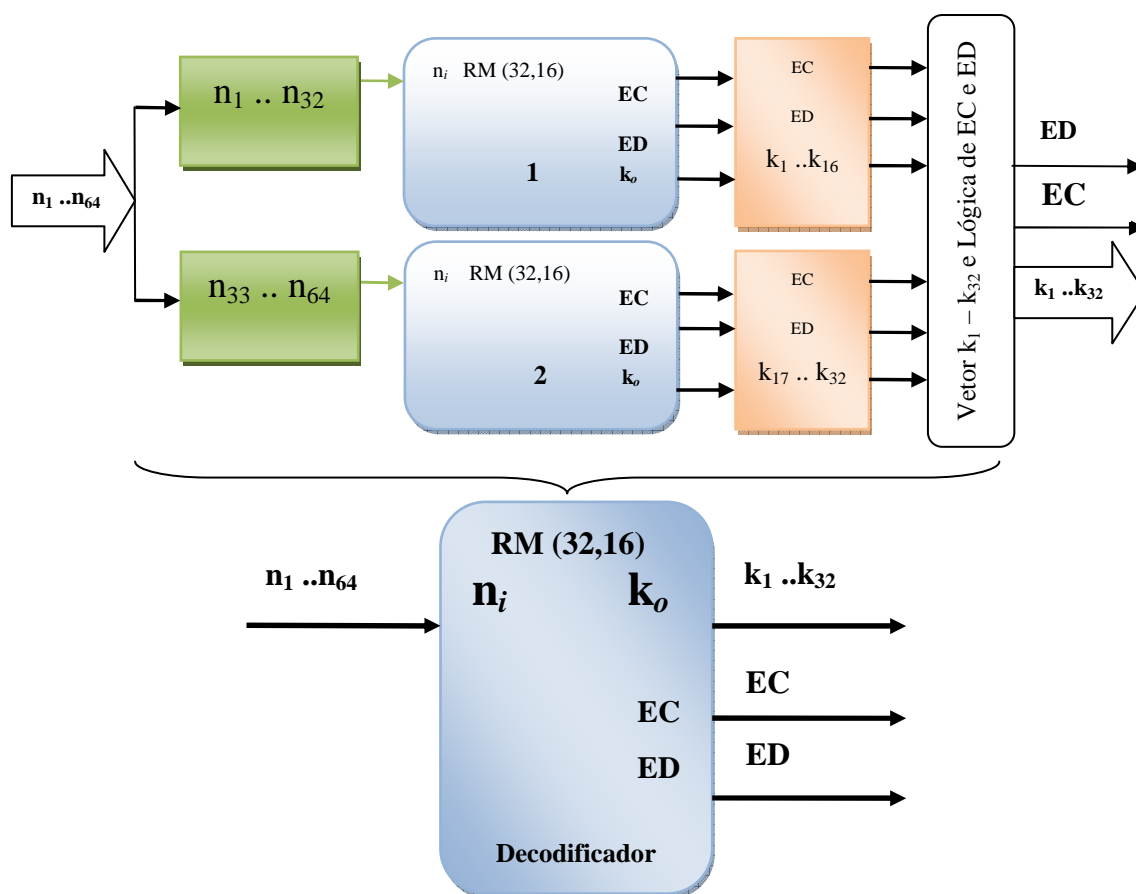 n₁ ..n₆₄
n₁ .. n₃₂
nᵢ RM (32,16)
EC
ED
1
kₒ
EC
ED
k₁ ..k₁₆
n₃₃ .. n₆₄
nᵢ RM (32,16)
EC
ED
2
kₒ
EC
ED
k₁₇ .. k₃₂
Vetor k₁ – k₃₂ e Lógica de EC e ED
ED
EC
k₁ ..k₃₂
RM (32,16)
n₁ ..n₆₄
nᵢ kₒ
k₁ ..k₃₂
EC
EC
ED
ED
Decodificador